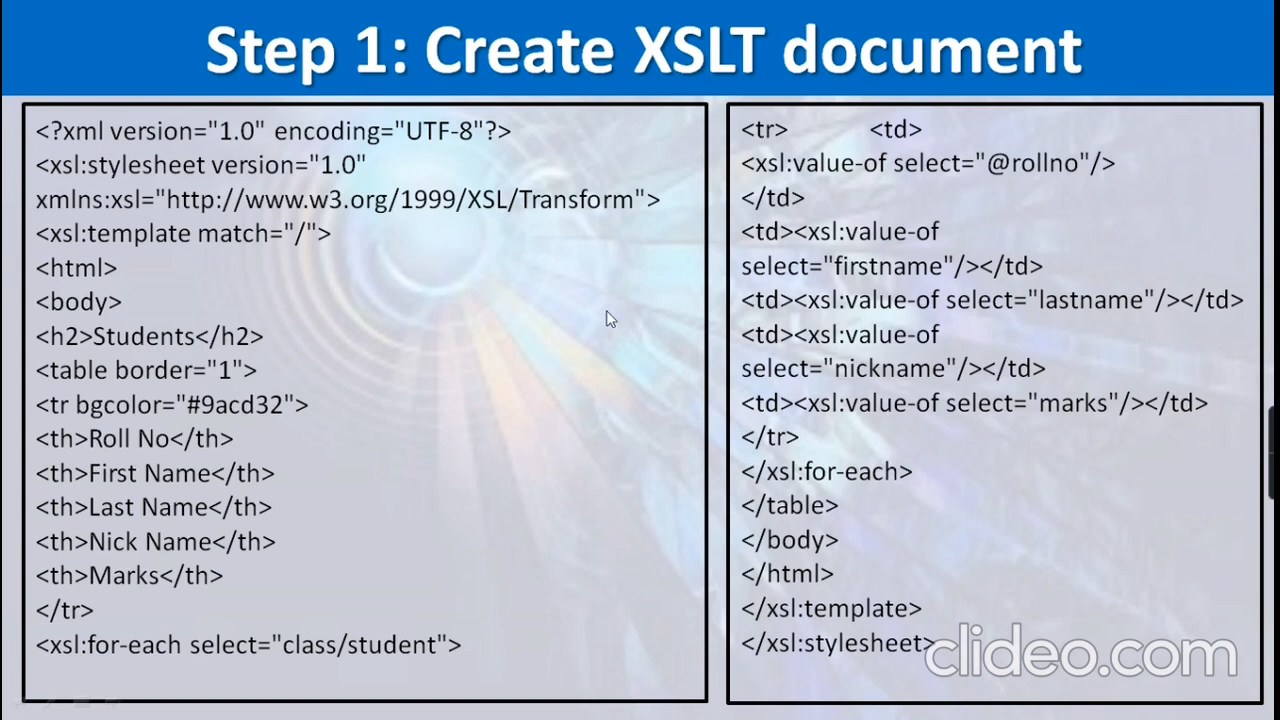 Step 1: Create XSLT document
<?xml version="1.0" encoding="UTF-8"?>
<xsl:stylesheet version="1.0"
xmlns:xsl="http://www.w3.org/1999/XSL/Transform">
<xsl:template match="/">
<html>
<body>
<h2>Students</h2>
<table border="1">
<tr bgcolor="#9acd32">
<th>Roll No</th>
<th>First Name</th>
<th>Last Name</th>
<th>Nick Name</th>
<th>Marks</th>
</tr>
<xsl:for-each select="class/student">
<tr> <td>
<xsl:value-of select="@rollno"/>
</td>
<td><xsl:value-of
select="firstname"/></td>
<td><xsl:value-of select="lastname"/></td>
<td><xsl:value-of
select="nickname"/></td>
<td><xsl:value-of select="marks"/></td>
</tr>
</xsl:for-each>
</table>
</body>
</html>
</xsl:template>
</xsl:stylesheet>
clideo.com